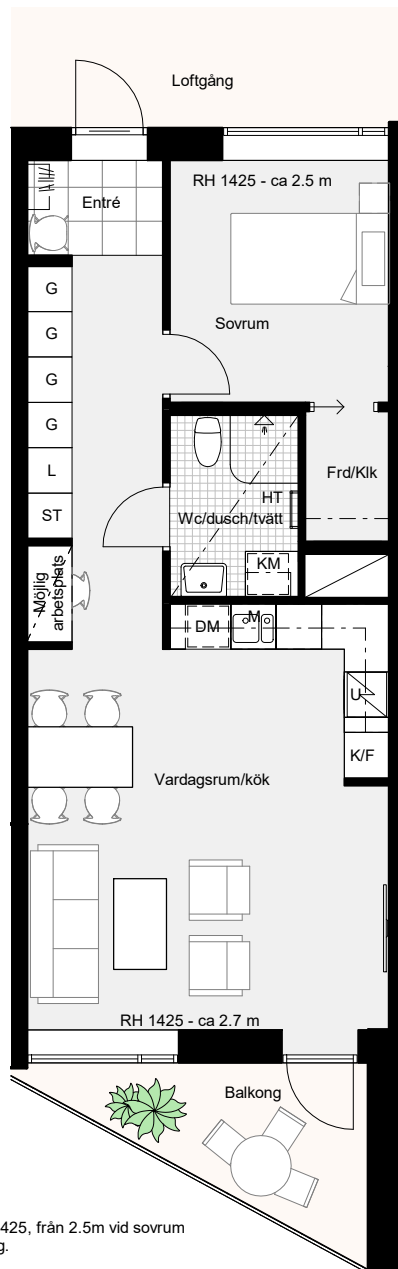 Loftgång
Entré
RH 1425 - ca 2.5 m
G
G
G
G
L
ST
Sovrum
Frd/Klk
HT
Wc/dusch/tvätt
KM
Möjlig
arbetsplats
DM
M
U
K/F
Vardagsrum/kök
RH 1425 - ca 2.7 m
Balkong
425, från 2.5m vid sovrum
g.